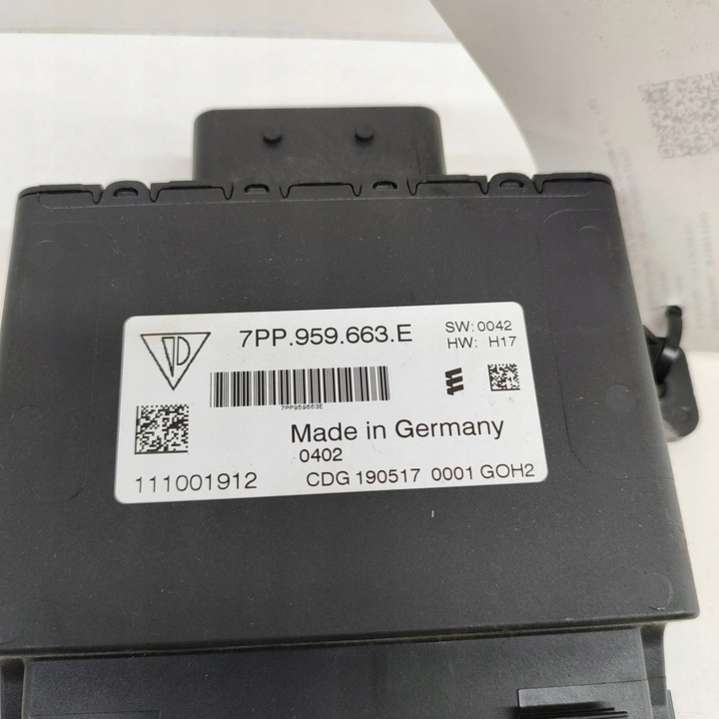 7PP.959.663.E
SW: 0042
HW: H17
7PP959663E
Made in Germany
0402
111001912
CDG 190517 0001 GOH2